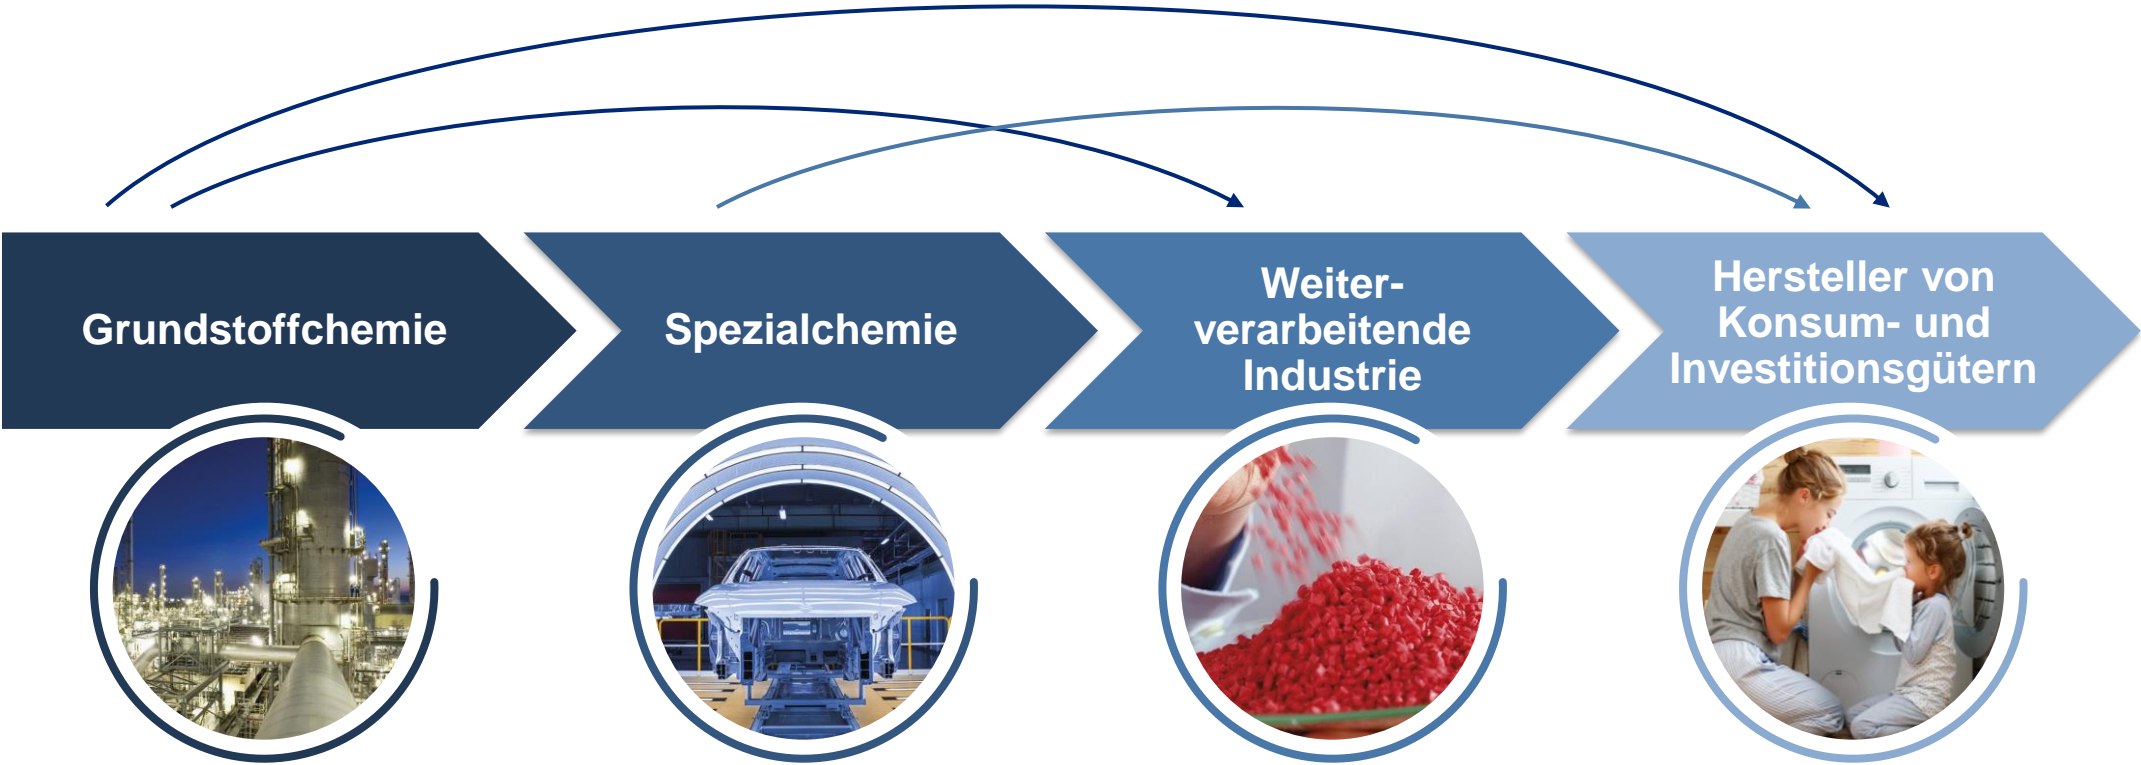 Grundstoffchemie
Spezialchemie
Weiter-
verarbeitende
Industrie
Hersteller von
Konsum- und
Investitionsgütern